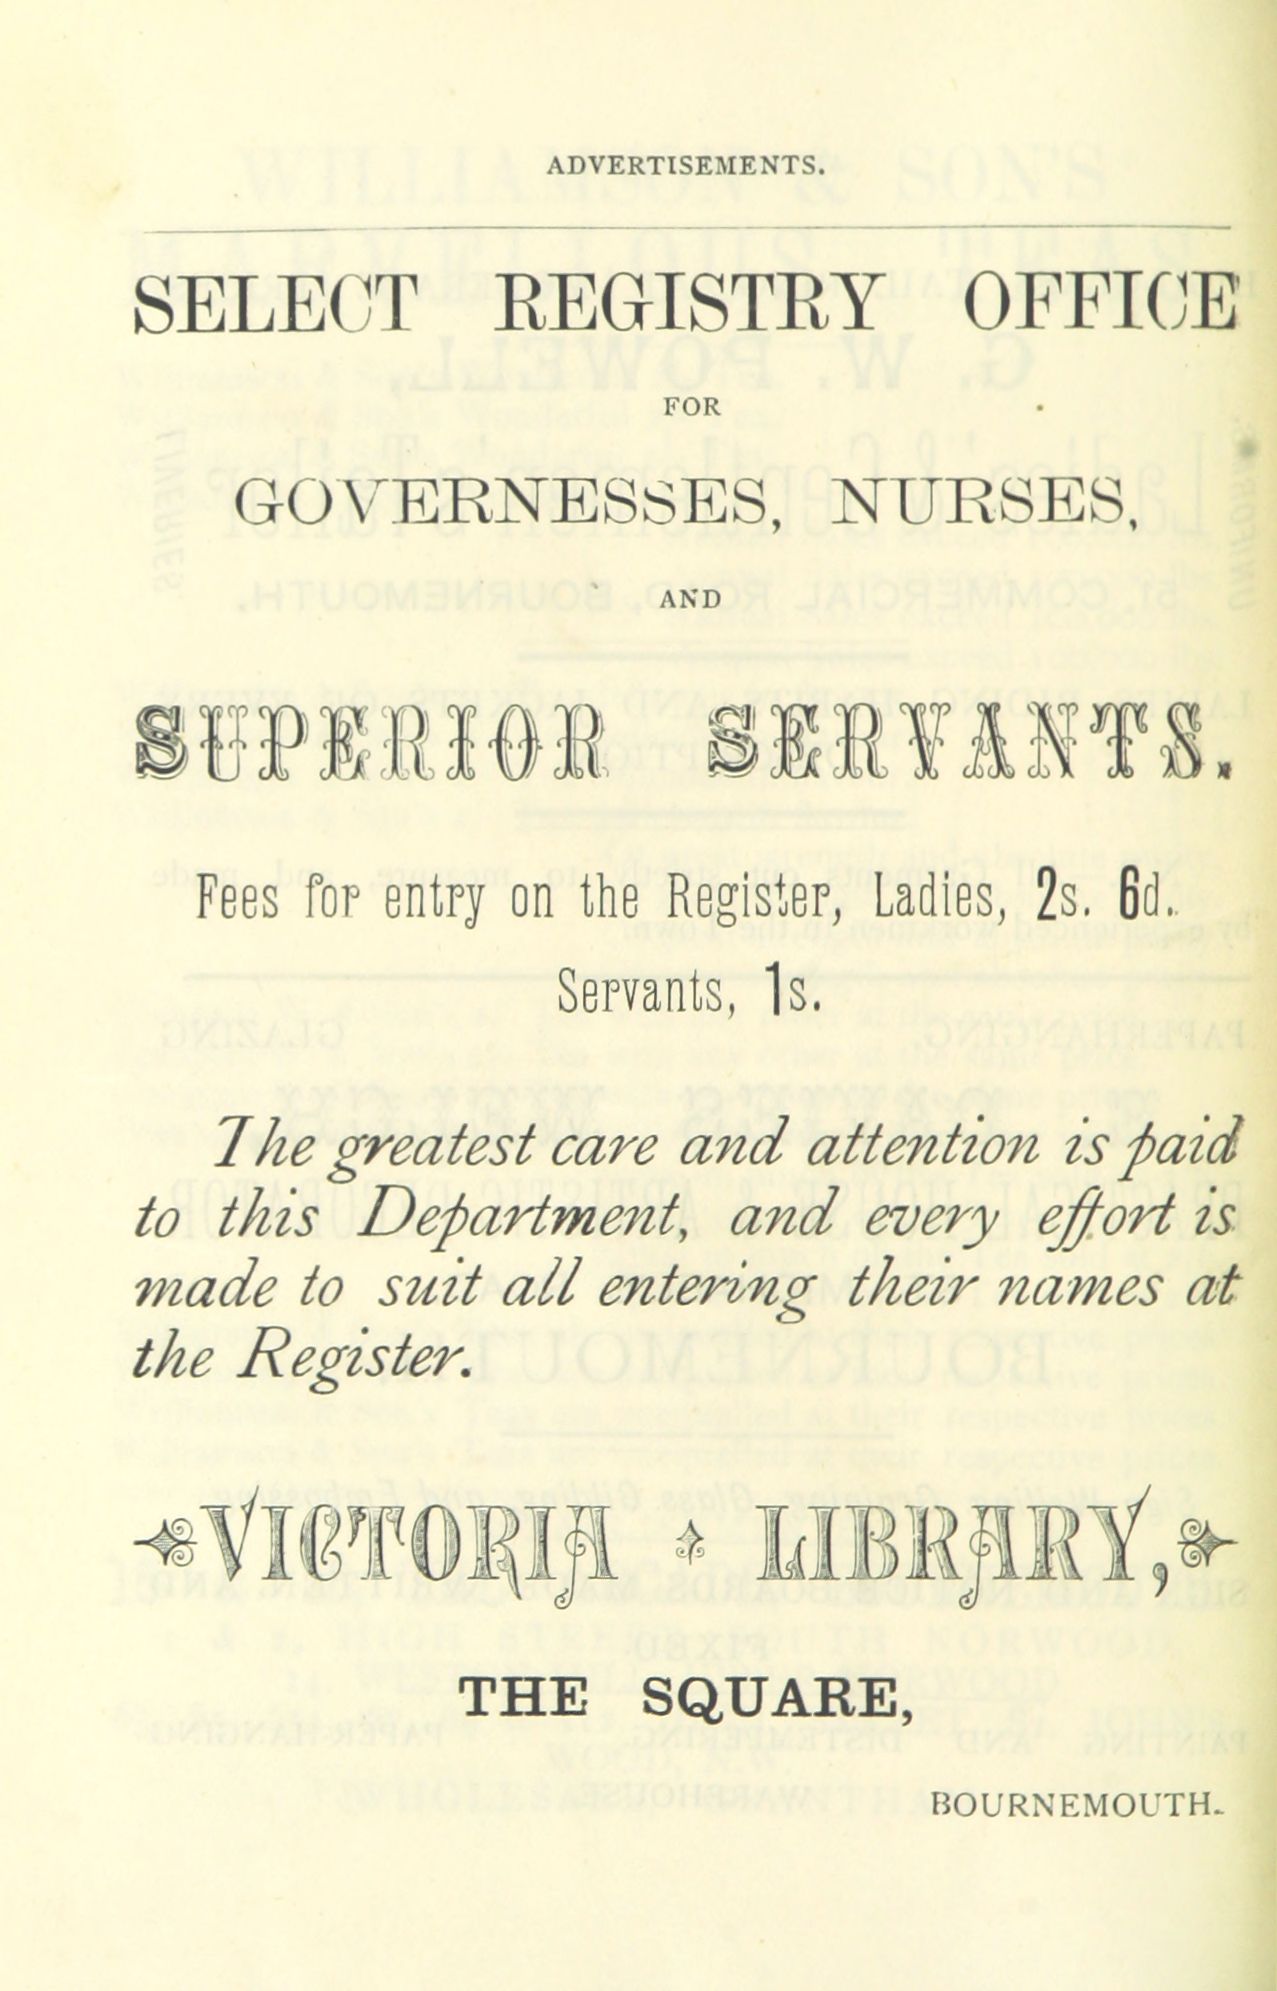 ADVERTISEMENTS.
SELECT REGISTRY OFFICE
FOR
GOVERNESSES, NURSES,
AND
SUPERIOR SERVANTS.
Fees for entry on the Register, Ladies, 2s. 6d.
Servants, 1s.
The greatest care and attention is paid
to this Department, and every effort is
made to suit all entering their names at
the Register.
VICTORIA LIBRARY,
THE SQUARE,
BOURNEMOUTH.